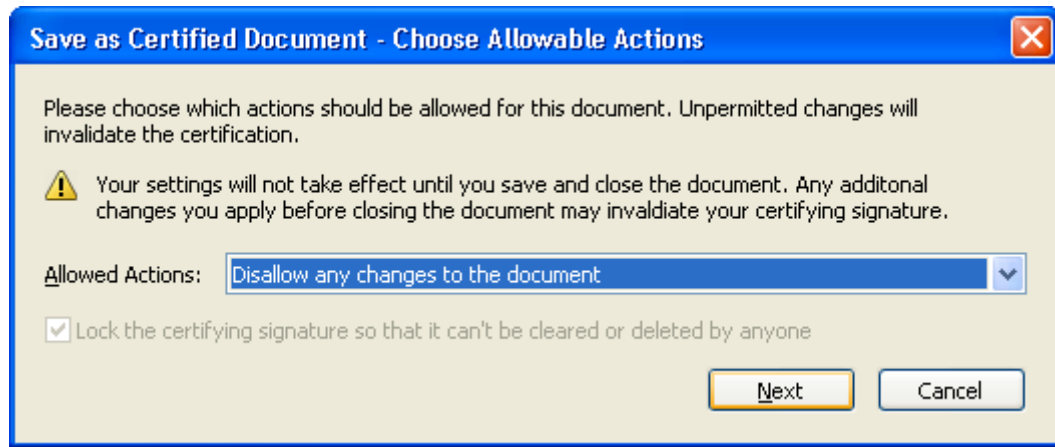 Save as Certified Document - Choose Allowable Actions
Please choose which actions should be allowed for this document. Unpermitted changes will
invalidate the certification.
Your settings will not take effect until you save and close the document. Any additonal
changes you apply before closing the document may invaldiate your certifying signature.
Allowed Actions: Disallow any changes to the document
Lock the certifying signature so that it can't be cleared or deleted by anyone
Next Cancel